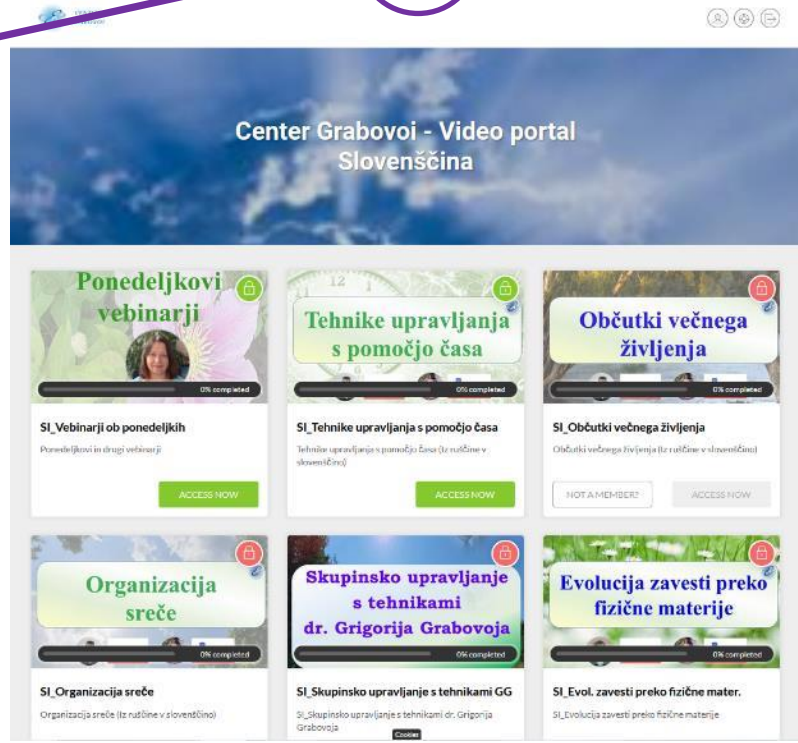 Center Grabovoi - Video portal
Slovenščina
Ponedeljkovi
vebinarji
0% completed
SI_Vebinarji ob ponedeljkih
Ponedeljkovi in drugi vebinarji
ACCESS NOW
12
1
Tehnike upravljanja
s pomočjo časa
0% completed
SI_Tehnike upravljanja s pomočjo časa
Tehnike upravljanja s pomočjo časa (Iz ruščine v
slovenščino)
ACCESS NOW
Občutki večnega
življenja
0% completed
SI_Občutki večnega življenja
Občutki večnega življenja (Iz ruščine v slovenščino)
NOT A MEMBER?
ACCESS NOW
Organizacija
sreče
0% completed
SI_Organizacija sreče
Organizacija sreče (Iz ruščine v slovenščino)
Skupinsko upravljanje
s tehnikami
dr. Grigorija Grabovoja
0% completed
SI_Skupinsko upravljanje s tehnikami GG
SI_Skupinsko upravljanje s tehnikami dr. Grigorija
Grabovoja
Cookies
Evolucija zavesti preko
fizične materije
0% completed
SI_Evol. zavesti preko fizične mater.
SI_Evolucija zavesti preko fizične materije